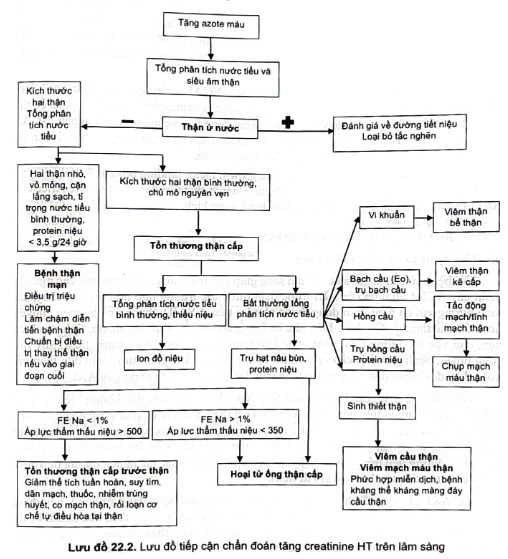 Tăng azote máu
Tổng phân tích nước tiểu và
siêu âm thận
Kích thước
hai thận
Tổng phân
tích nước
tiểu
−
Thận ứ nước
+
Đánh giá về đường tiết niệu
Loại bỏ tắc nghẽn
Hai thận nhỏ,
vỏ mỏng, cặn
lắng sạch, tỉ
trọng nước tiểu
bình thường,
protein niệu
< 3,5 g/24 giờ
Kích thước hai thận bình thường,
chủ mô nguyên vẹn
Tổn thương thận cấp
Vi khuẩn
Viêm thận
bể thận
Bệnh thận
mạn
Điều trị triệu
chứng
Làm chậm diễn
tiến bệnh thận
Chuẩn bị điều
trị thay thế thận
nếu vào giai
đoạn cuối
Tổng phân tích nước tiểu
bình thường, thiểu niệu
Bất thường tổng
phân tích nước tiểu
Bạch cầu (Eo),
trụ bạch cầu
Viêm thận
kẽ cấp
Hồng cầu
Tắc động
mạch/tĩnh
mạch thận
Chụp mạch
máu thận
Ion đồ niệu
Trụ hạt nâu bùn,
protein niệu
Trụ hồng cầu
Protein niệu
Sinh thiết thận
FE Na < 1%
Áp lực thẩm thấu niệu > 500
FE Na > 1%
Áp lực thẩm thấu niệu < 350
Tổn thương thận cấp trước thận
Giảm thể tích tuần hoàn, suy tim,
dãn mạch, thuốc, nhiễm trùng
huyết, co mạch thận, rối loạn cơ
chế tự điều hòa tại thận
Hoại tử ống thận cấp
Viêm cầu thận
Viêm mạch máu thận
Phức hợp miễn dịch, bệnh
kháng thể kháng màng đáy
cầu thận
Lưu đồ 22.2. Lưu đồ tiếp cận chẩn đoán tăng creatinine HT trên lâm sàng